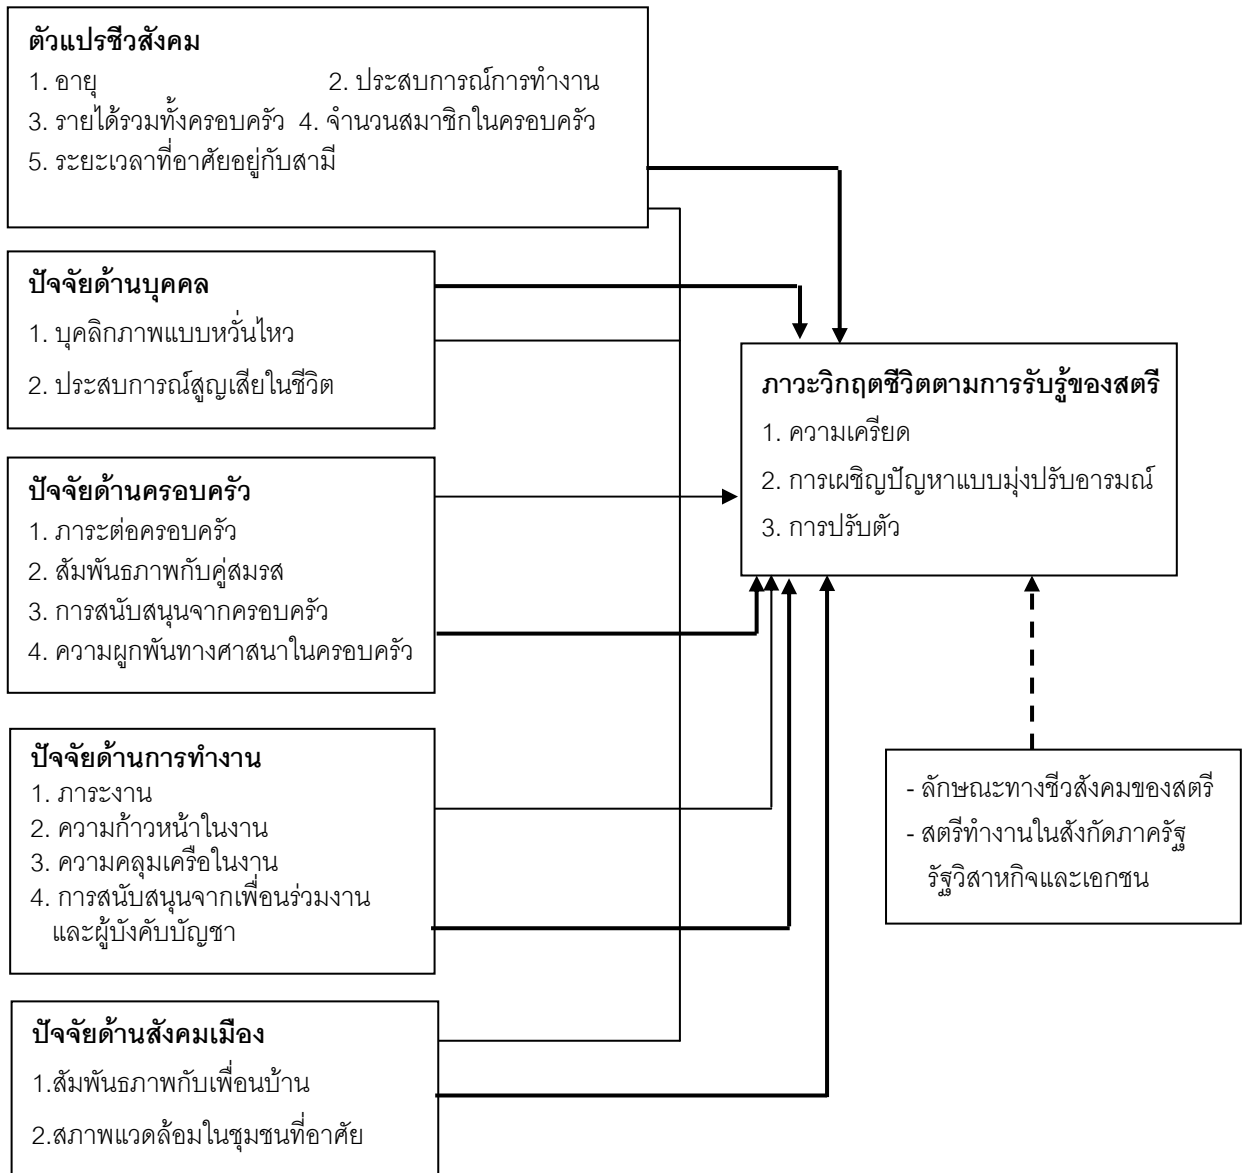 ตัวแปรชีวสังคม
1. อายุ 2. ประสบการณ์การทำงาน
3. รายได้รวมทั้งครอบครัว 4. จำนวนสมาชิกในครอบครัว
5. ระยะเวลาที่อาศัยอยู่กับสามี
ปัจจัยด้านบุคคล
1. บุคลิกภาพแบบหวั่นไหว
2. ประสบการณ์สูญเสียในชีวิต
ปัจจัยด้านครอบครัว
1. ภาระต่อครอบครัว
2. สัมพันธภาพกับคู่สมรส
3. การสนับสนุนจากครอบครัว
4. ความผูกพันทางศาสนาในครอบครัว
ปัจจัยด้านการทำงาน
1. ภาระงาน
2. ความก้าวหน้าในงาน
3. ความคลุมเครือในงาน
4. การสนับสนุนจากเพื่อนร่วมงาน
และผู้บังคับบัญชา
ปัจจัยด้านสังคมเมือง
1.สัมพันธภาพกับเพื่อนบ้าน
2.สภาพแวดล้อมในชุมชนที่อาศัย
ภาวะวิกฤตชีวิตตามการรับรู้ของสตรี
1. ความเครียด
2. การเผชิญปัญหาแบบมุ่งปรับอารมณ์
3. การปรับตัว
- ลักษณะทางชีวสังคมของสตรี
- สตรีทำงานในสังกัดภาครัฐ
รัฐวิสาหกิจและเอกชน